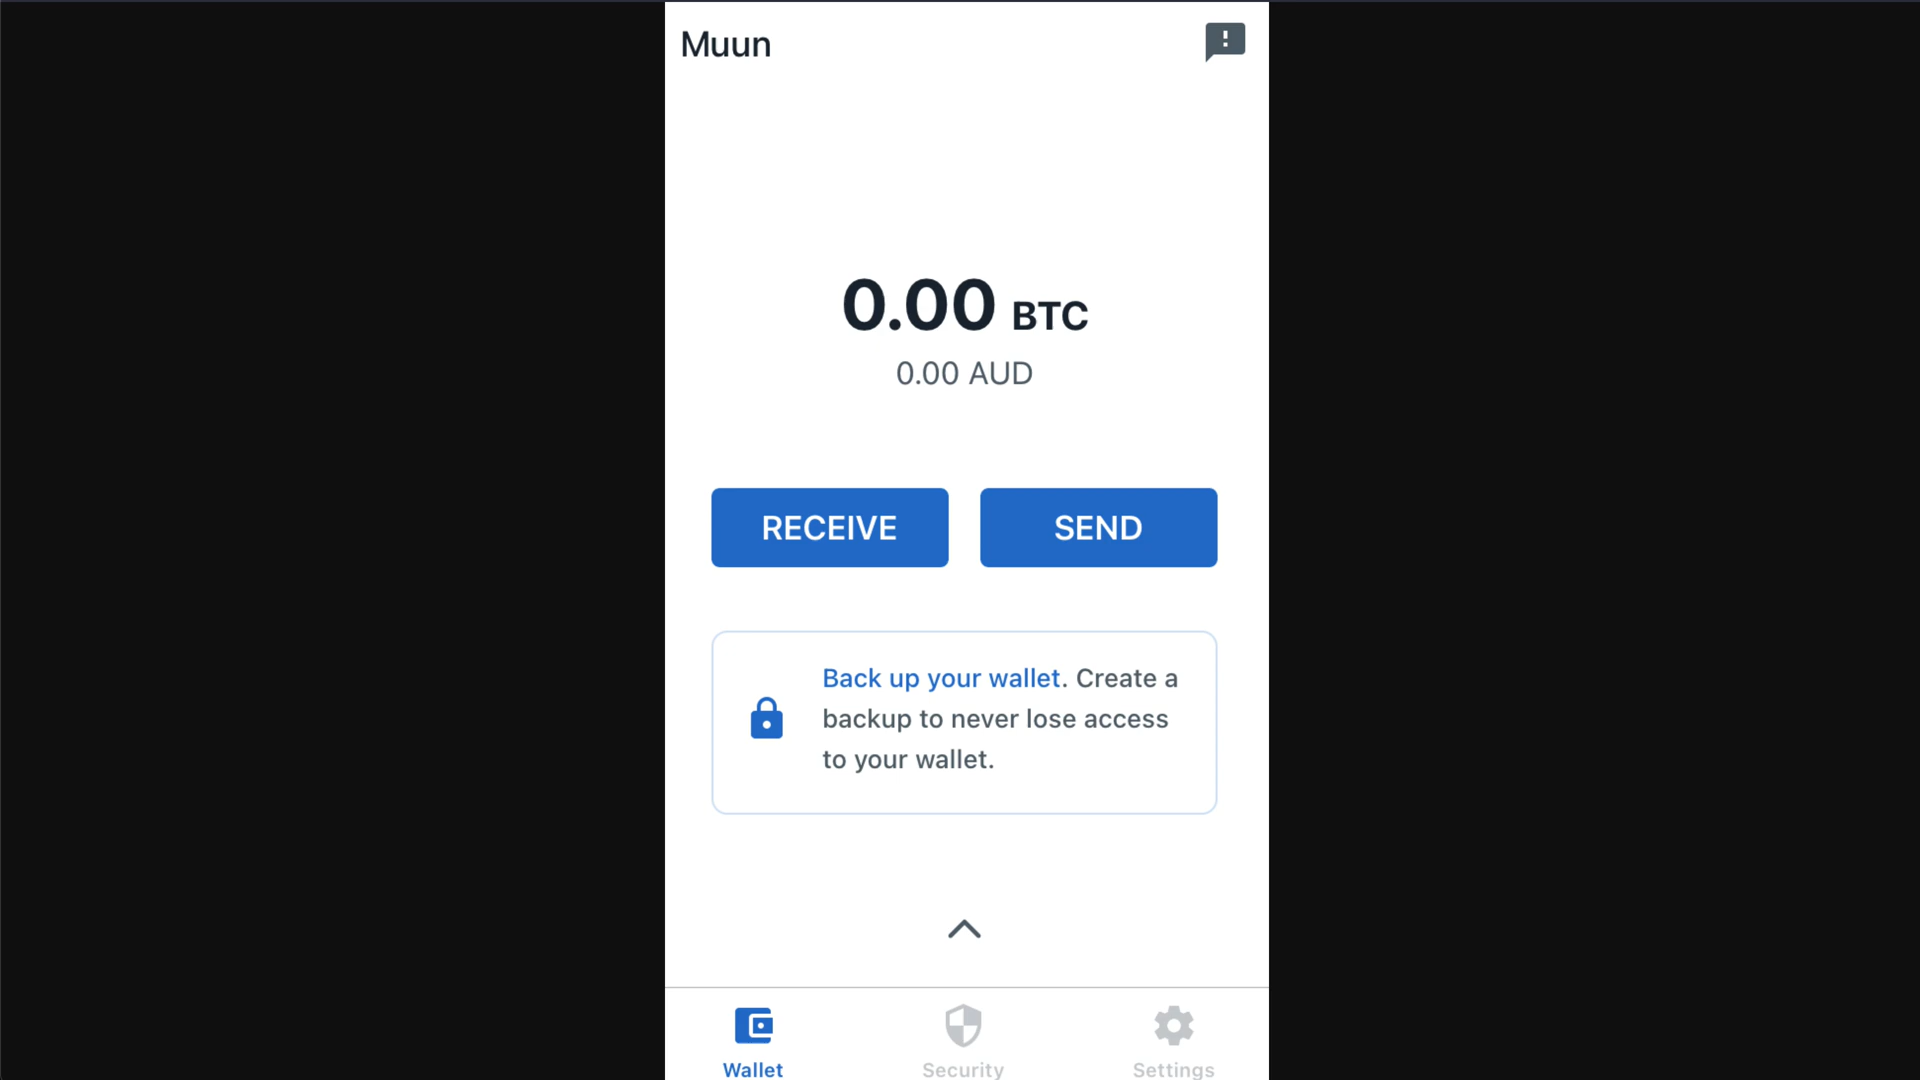 Muun
0.00 BTC
0.00 AUD
RECEIVE
SEND
Back up your wallet. Create a
backup to never lose access
to your wallet.
Wallet
Security
Settings